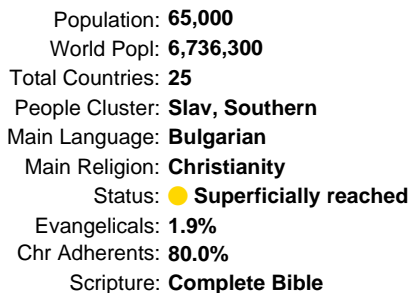 Population: 65,000
World Popl: 6,736,300
Total Countries: 25
People Cluster: Slav, Southern
Main Language: Bulgarian
Main Religion: Christianity
Status: Superficially reached
Evangelicals: 1.9%
Chr Adherents: 80.0%
Scripture: Complete Bible